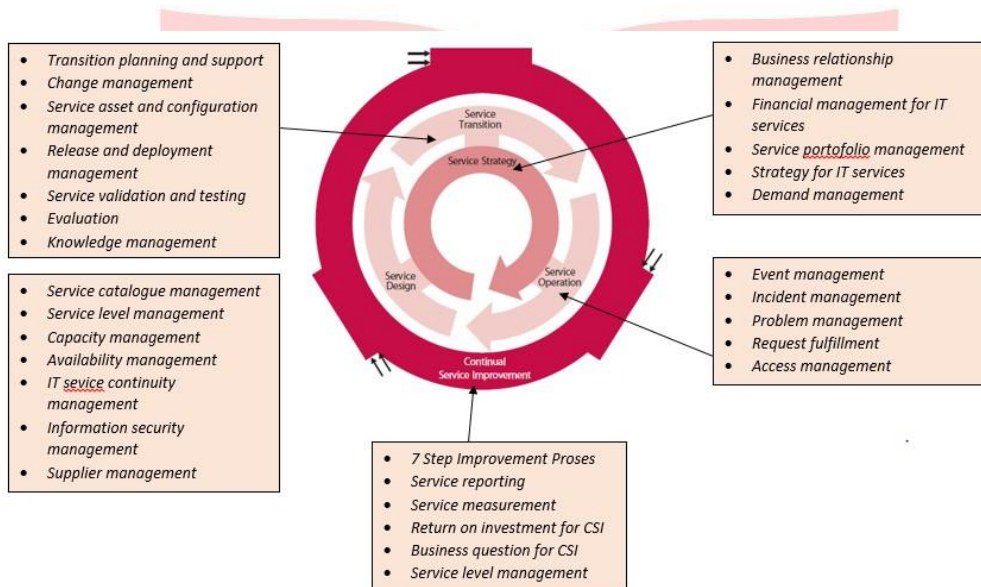 • Transition planning and support
• Change management
• Service asset and configuration
management
• Release and deployment
management
• Service validation and testing
• Evaluation
• Knowledge management
• Service catalogue management
• Service level management
• Capacity management
• Availability management
• IT sevice continuity
management
• Information security
management
• Supplier management
Service
Transition
Service Strategy
Service
Design
Service
Operation
Continual
Service Improvement
• Business relationship
management
• Financial management for IT
services
• Service portofolio management
• Strategy for IT services
• Demand management
• Event management
• Incident management
• Problem management
• Request fulfillment
• Access management
• 7 Step Improvement Proses
• Service reporting
• Service measurement
• Return on investment for CSI
• Business question for CSI
• Service level management